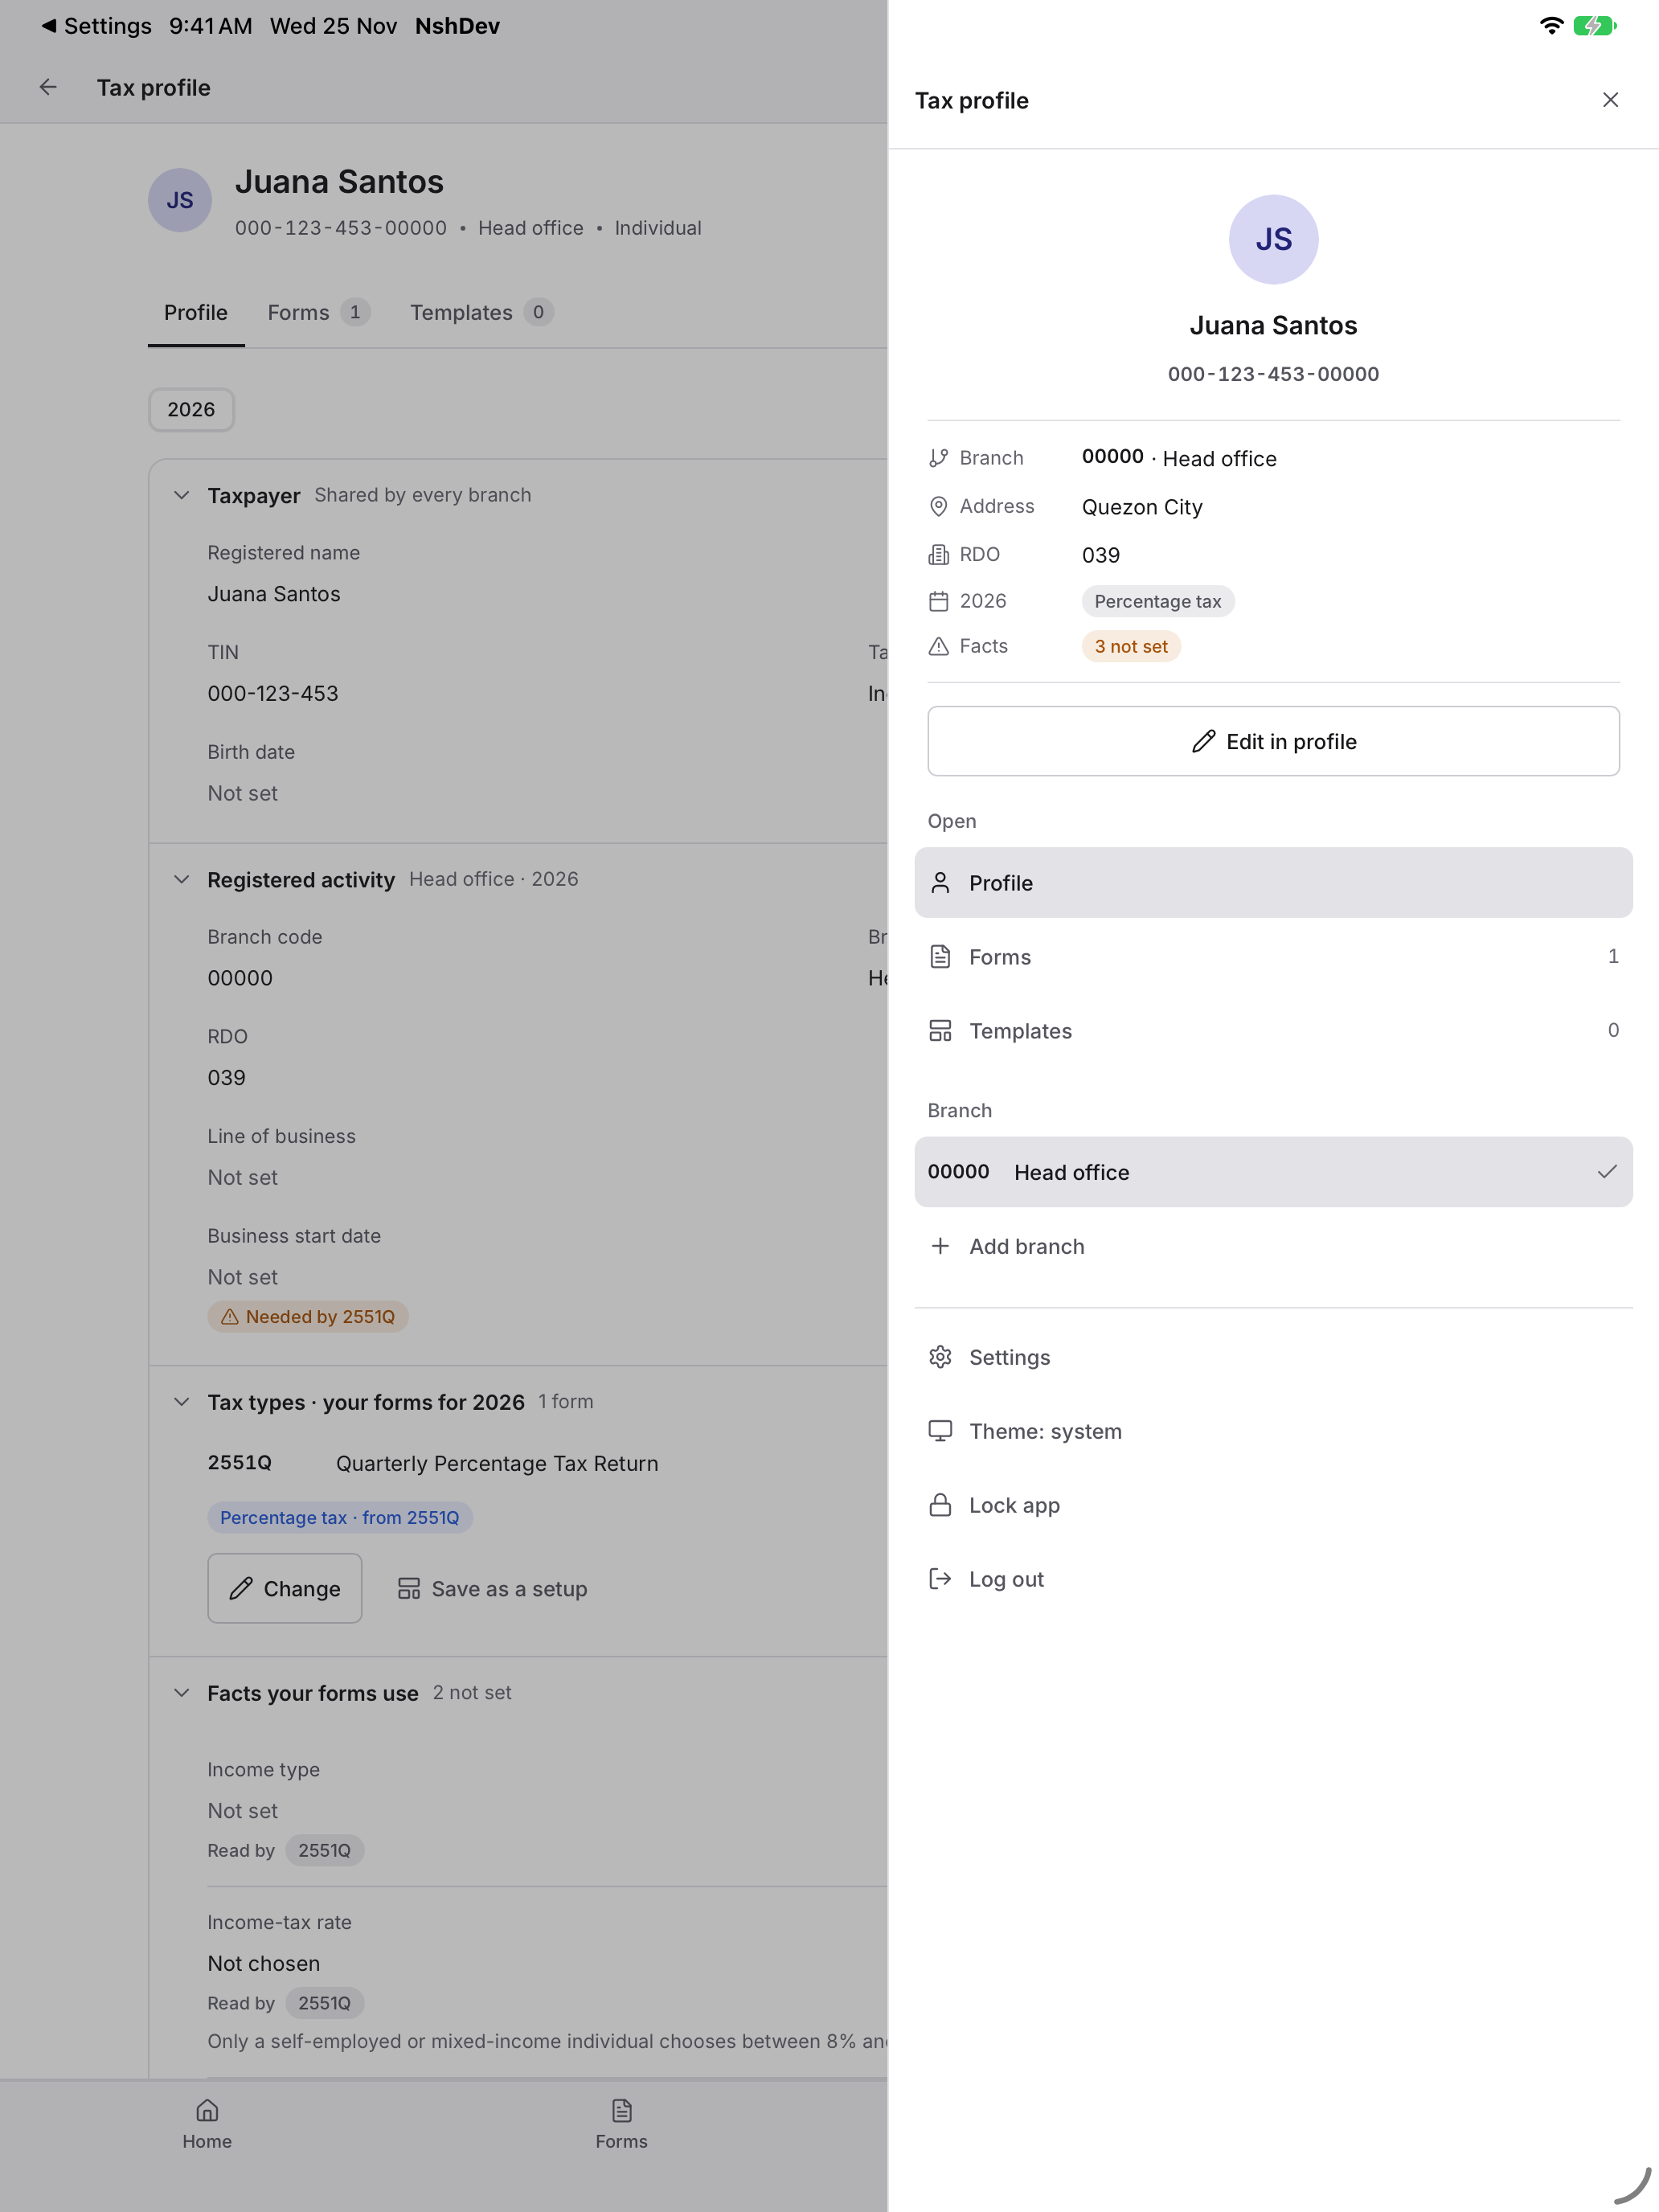 ◀ Settings 9:41 AM Wed 25 Nov NshDev
Tax profile
JS
Juana Santos
000-123-453-00000 • Head office • Individual
Profile Forms 1 Templates 0
2026
Taxpayer Shared by every branch
Registered name
Juana Santos
TIN Ta
000-123-453 In
Birth date
Not set
Registered activity Head office · 2026
Branch code Br
00000 He
RDO
039
Line of business
Not set
Business start date
Not set
Needed by 2551Q
Tax types · your forms for 2026 1 form
2551Q Quarterly Percentage Tax Return
Percentage tax · from 2551Q
Change Save as a setup
Facts your forms use 2 not set
Income type
Not set
Read by 2551Q
Income-tax rate
Not chosen
Read by 2551Q
Only a self-employed or mixed-income individual chooses between 8% an
Home Forms
Tax profile
JS
Juana Santos
000-123-453-00000
Branch 00000 · Head office
Address Quezon City
RDO 039
2026 Percentage tax
Facts 3 not set
Edit in profile
Open
Profile
Forms 1
Templates 0
Branch
00000 Head office
Add branch
Settings
Theme: system
Lock app
Log out